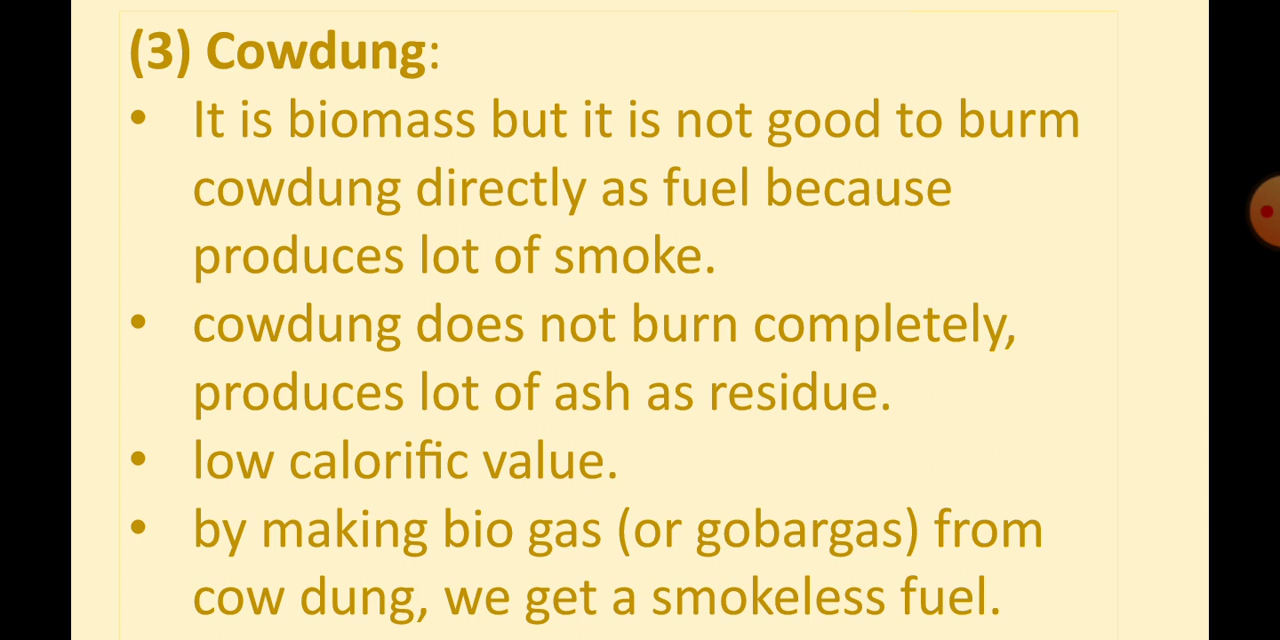 (3) Cowdung:
• It is biomass but it is not good to burm
cowdung directly as fuel because
produces lot of smoke.
• cowdung does not burn completely,
produces lot of ash as residue.
• low calorific value.
• by making bio gas (or gobargas) from
cow dung, we get a smokeless fuel.